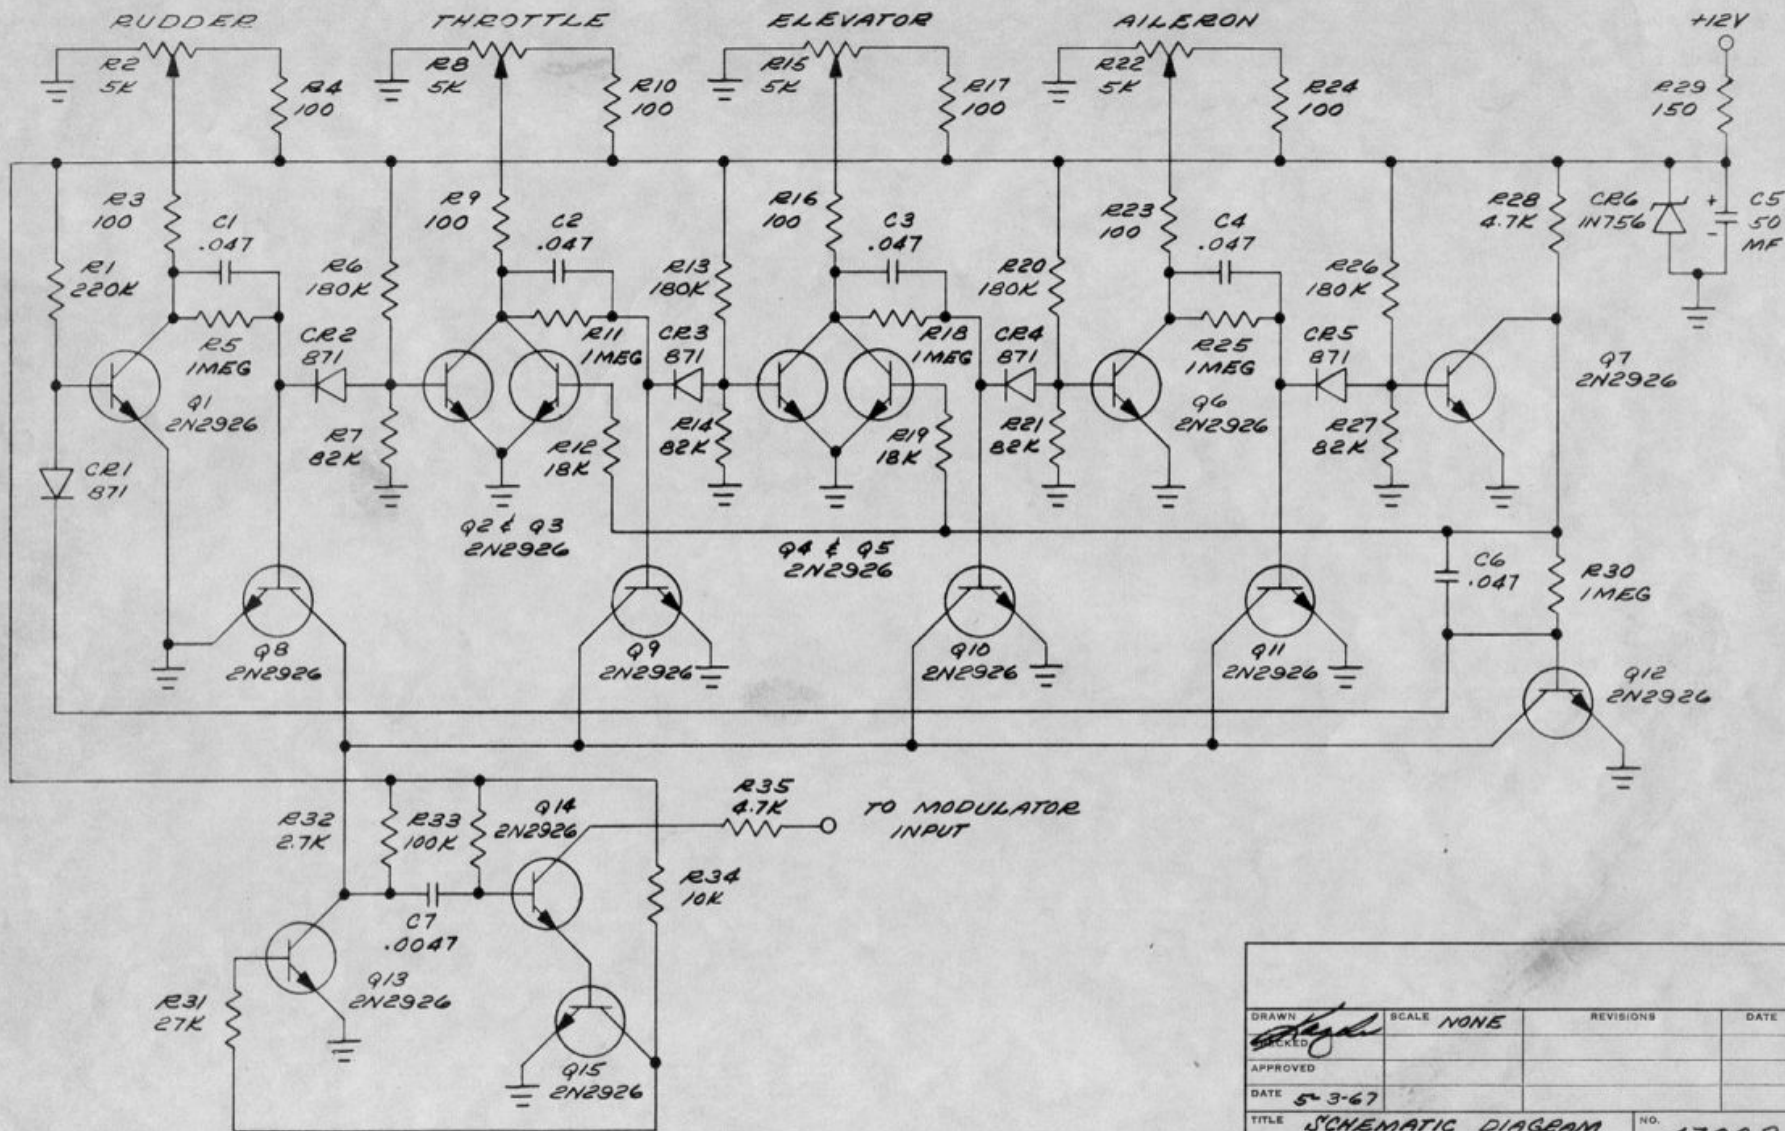 RUDDER
THROTTLE
ELEVATOR
AILERON
+12V
R2
5K
R4
100
R8
5K
R10
100
R15
5K
R17
100
R22
5K
R24
100
R29
150
R3
100
C1
.047
R9
100
C2
.047
R16
100
C3
.047
R23
100
C4
.047
R28
4.7K
CR6
1N756
+
-
C5
50
MF
R1
220K
R6
180K
R13
180K
R20
180K
R26
180K
R5
1MEG
CR2
871
R11
1MEG
CR3
871
R18
1MEG
CR4
871
R25
1MEG
CR5
871
Q7
2N2926
Q1
2N2926
R7
82K
R12
18K
R14
82K
R19
18K
R21
82K
Q6
2N2926
R27
82K
CR1
871
Q2 & Q3
2N2926
Q4 & Q5
2N2926
C6
.047
R30
1MEG
Q8
2N2926
Q9
2N2926
Q10
2N2926
Q11
2N2926
Q12
2N2926
R32
2.7K
R33
100K
Q14
2N2926
R35
4.7K
TO MODULATOR
INPUT
R34
10K
C7
.0047
Q13
2N2926
R31
27K
Q15
2N2926
DRAWN
SCALE NONE
REVISIONS
DATE
CHECKED
APPROVED
DATE 5-3-67
TITLE SCHEMATIC DIAGRAM
NO.